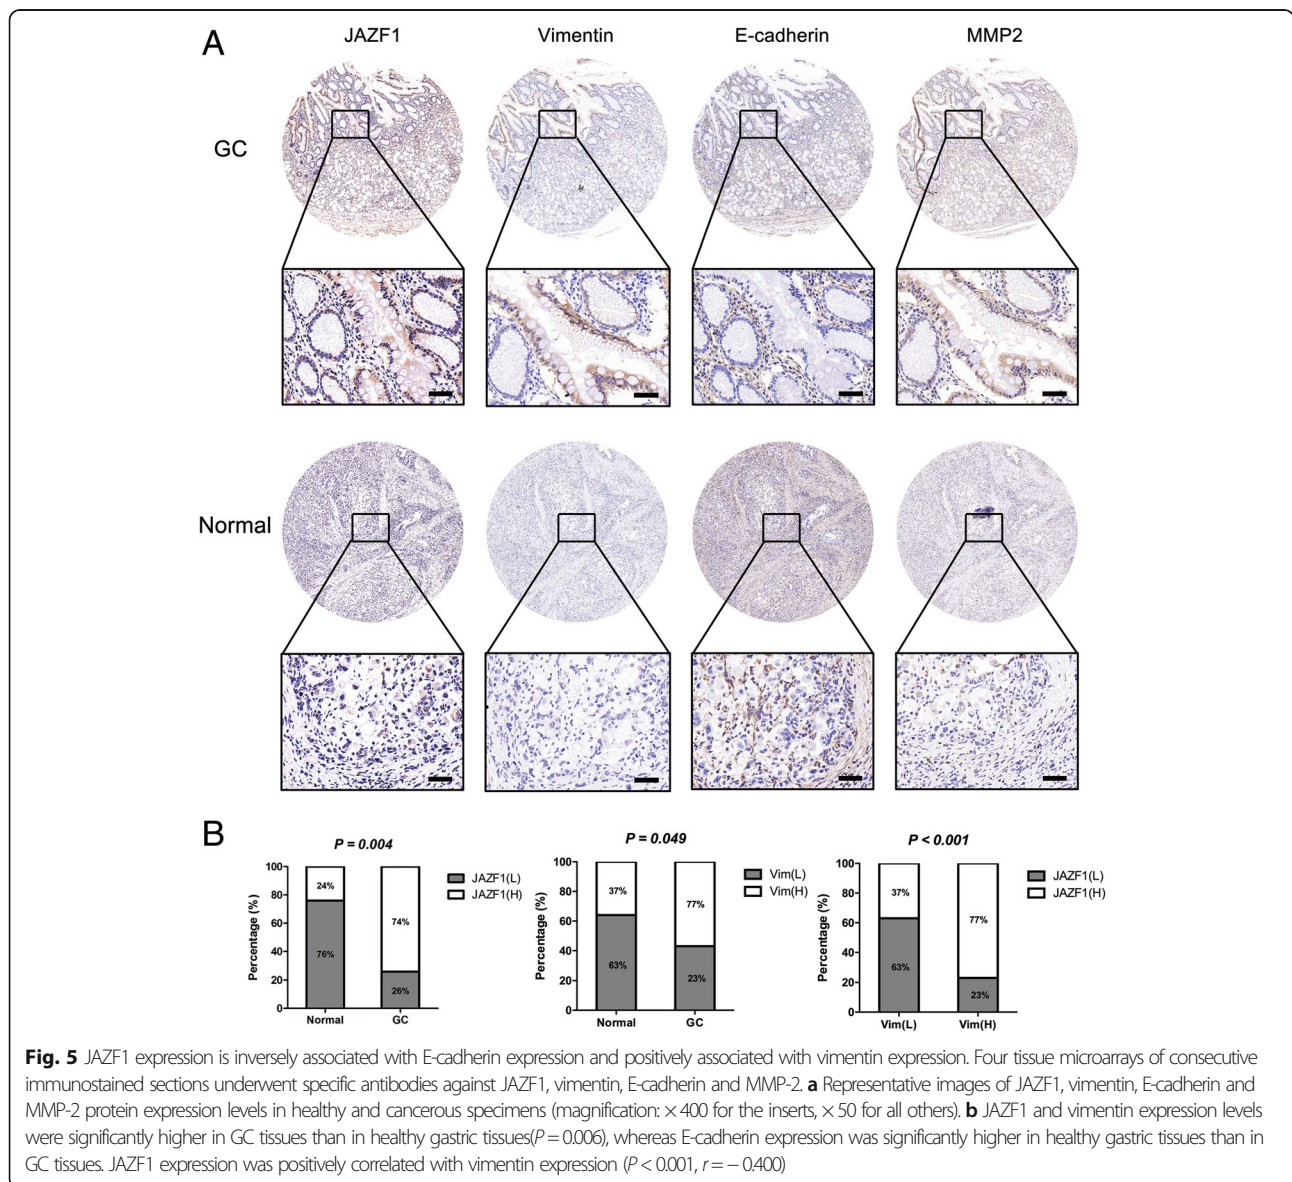 A
JAZF1
Vimentin
E-cadherin
MMP2
GC
Normal
B
P = 0.004
100
80
60
40
20
0
Percentage (%)
24%
76%
74%
26%
Normal
GC
JAZF1(L)
JAZF1(H)
P = 0.049
100
80
60
40
20
0
Percentage (%)
37%
63%
77%
23%
Normal
GC
Vim(L)
Vim(H)
P < 0.001
100
80
60
40
20
0
Percentage (%)
37%
63%
77%
23%
Vim(L)
Vim(H)
JAZF1(L)
JAZF1(H)
Fig. 5 JAZF1 expression is inversely associated with E-cadherin expression and positively associated with vimentin expression. Four tissue microarrays of consecutive
immunostained sections underwent specific antibodies against JAZF1, vimentin, E-cadherin and MMP-2. a Representative images of JAZF1, vimentin, E-cadherin and
MMP-2 protein expression levels in healthy and cancerous specimens (magnification: × 400 for the inserts, × 50 for all others). b JAZF1 and vimentin expression levels
were significantly higher in GC tissues than in healthy gastric tissues(P = 0.006), whereas E-cadherin expression was significantly higher in healthy gastric tissues than in
GC tissues. JAZF1 expression was positively correlated with vimentin expression (P < 0.001, r = − 0.400)